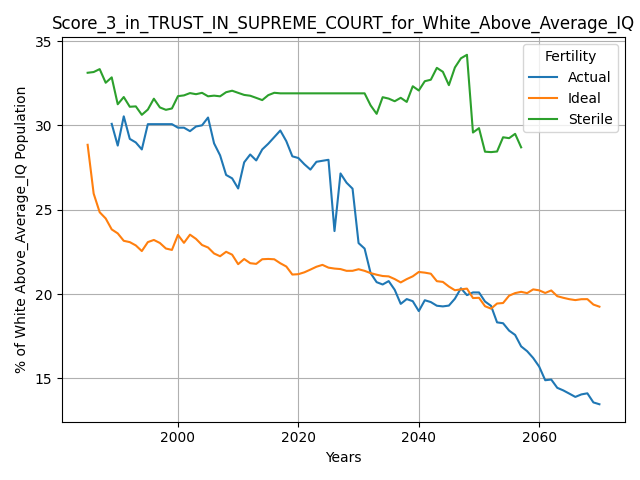 Score_3_in_TRUST_IN_SUPREME_COURT_for_White_Above_Average_IQ
% of White Above_Average_IQ Population
35
30
25
20
15
2000
2020
2040
2060
Years
Fertility
Actual
Ideal
Sterile